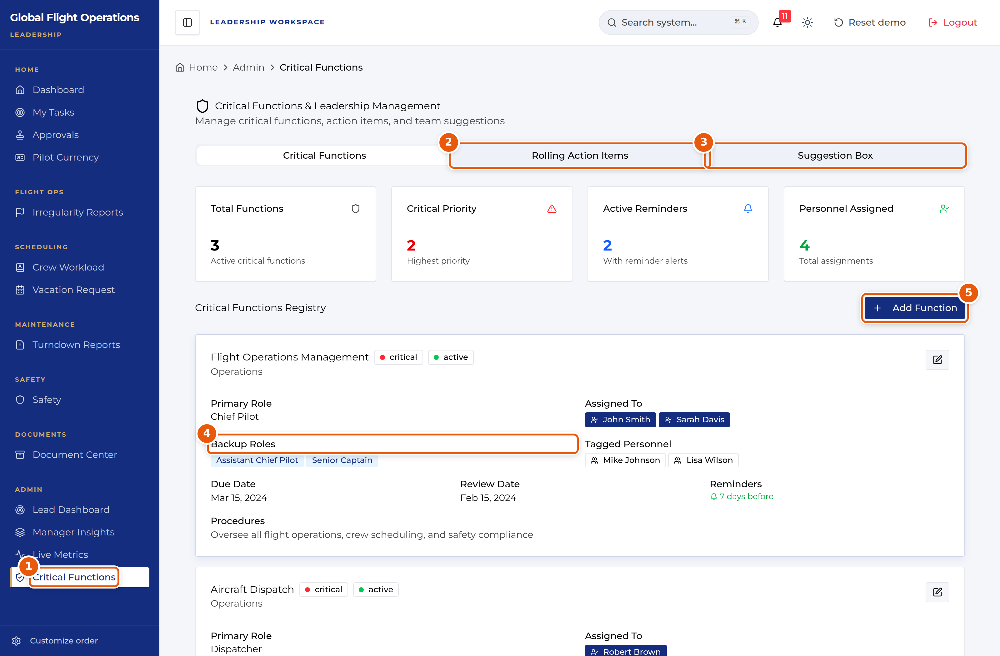 Global Flight Operations
LEADERSHIP
HOME
Dashboard
My Tasks
Approvals
Pilot Currency
FLIGHT OPS
Irregularity Reports
SCHEDULING
Crew Workload
Vacation Request
MAINTENANCE
Turndown Reports
SAFETY
Safety
DOCUMENTS
Document Center
ADMIN
Lead Dashboard
Manager Insights
Live Metrics
1
Critical Functions
Customize order
LEADERSHIP WORKSPACE
Search system...
⌘ K
11
Reset demo
Logout
Home > Admin > Critical Functions
Critical Functions & Leadership Management
Manage critical functions, action items, and team suggestions
2
3
Critical Functions
Rolling Action Items
Suggestion Box
Total Functions
3
Active critical functions
Critical Priority
2
Highest priority
Active Reminders
2
With reminder alerts
Personnel Assigned
4
Total assignments
Critical Functions Registry
5
+ Add Function
Flight Operations Management
critical
active
Operations
Primary Role
Chief Pilot
Assigned To
John Smith
Sarah Davis
4
Backup Roles
Assistant Chief Pilot
Senior Captain
Tagged Personnel
Mike Johnson
Lisa Wilson
Due Date
Mar 15, 2024
Review Date
Feb 15, 2024
Reminders
7 days before
Procedures
Oversee all flight operations, crew scheduling, and safety compliance
Aircraft Dispatch
critical
active
Operations
Primary Role
Dispatcher
Assigned To
Robert Brown